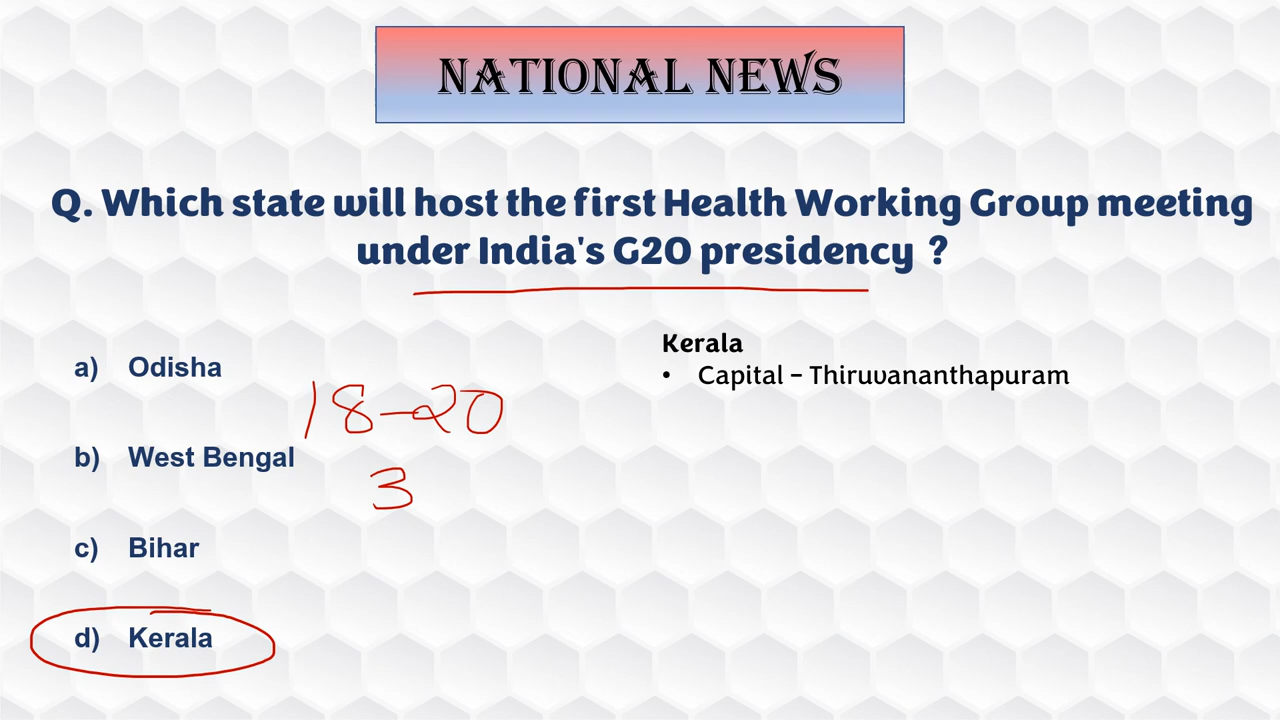 NATIONAL NEWS
Q. Which state will host the first Health Working Group meeting
under India's G20 presidency ?
a) Odisha
18-20
b) West Bengal
3
c) Bihar
d) Kerala
Kerala
• Capital – Thiruvananthapuram